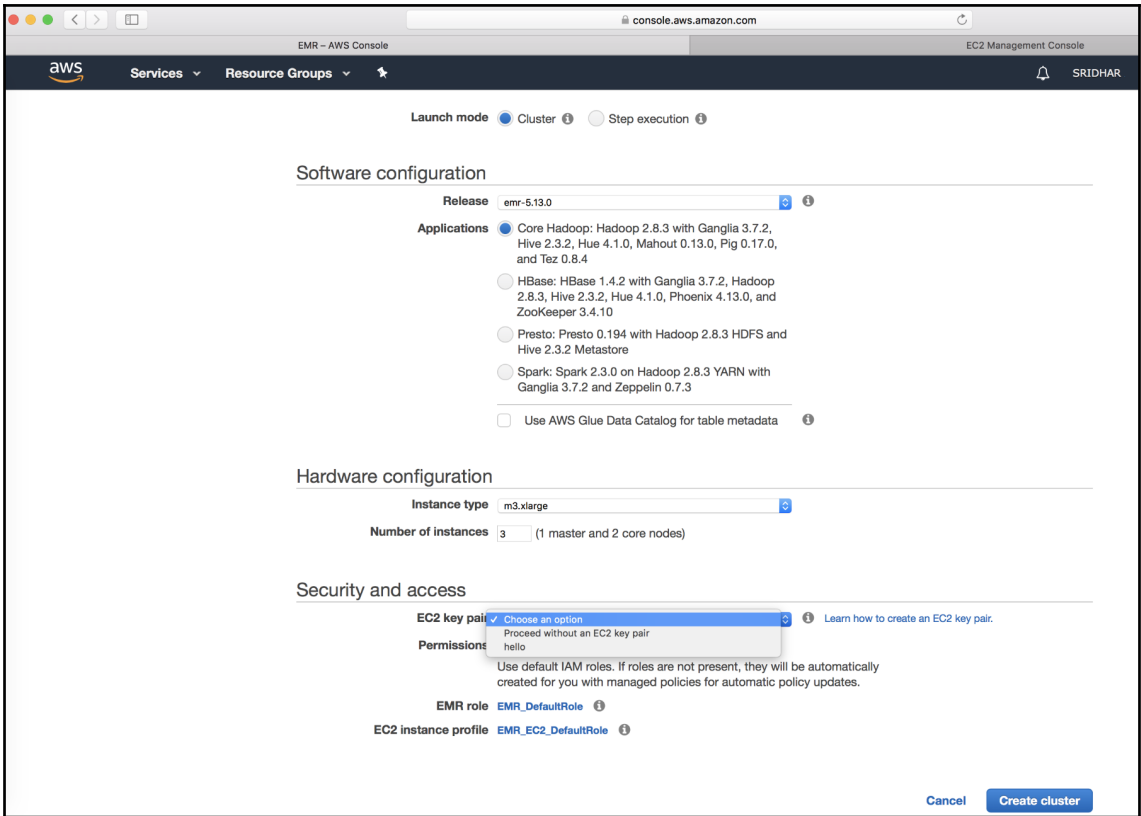 console.aws.amazon.com
EMR – AWS Console
EC2 Management Console
aws
Services
Resource Groups
SRIDHAR
Launch mode
Cluster
Step execution
Software configuration
Release
emr-5.13.0
Applications
Core Hadoop: Hadoop 2.8.3 with Ganglia 3.7.2,
Hive 2.3.2, Hue 4.1.0, Mahout 0.13.0, Pig 0.17.0,
and Tez 0.8.4
HBase: HBase 1.4.2 with Ganglia 3.7.2, Hadoop
2.8.3, Hive 2.3.2, Hue 4.1.0, Phoenix 4.13.0, and
ZooKeeper 3.4.10
Presto: Presto 0.194 with Hadoop 2.8.3 HDFS and
Hive 2.3.2 Metastore
Spark: Spark 2.3.0 on Hadoop 2.8.3 YARN with
Ganglia 3.7.2 and Zeppelin 0.7.3
Use AWS Glue Data Catalog for table metadata
Hardware configuration
Instance type
m3.xlarge
Number of instances
3
(1 master and 2 core nodes)
Security and access
EC2 key pair
✓ Choose an option
Learn how to create an EC2 key pair.
Proceed without an EC2 key pair
Permissions
hello
Use default IAM roles. If roles are not present, they will be automatically
created for you with managed policies for automatic policy updates.
EMR role
EMR_DefaultRole
EC2 instance profile
EMR_EC2_DefaultRole
Cancel
Create cluster